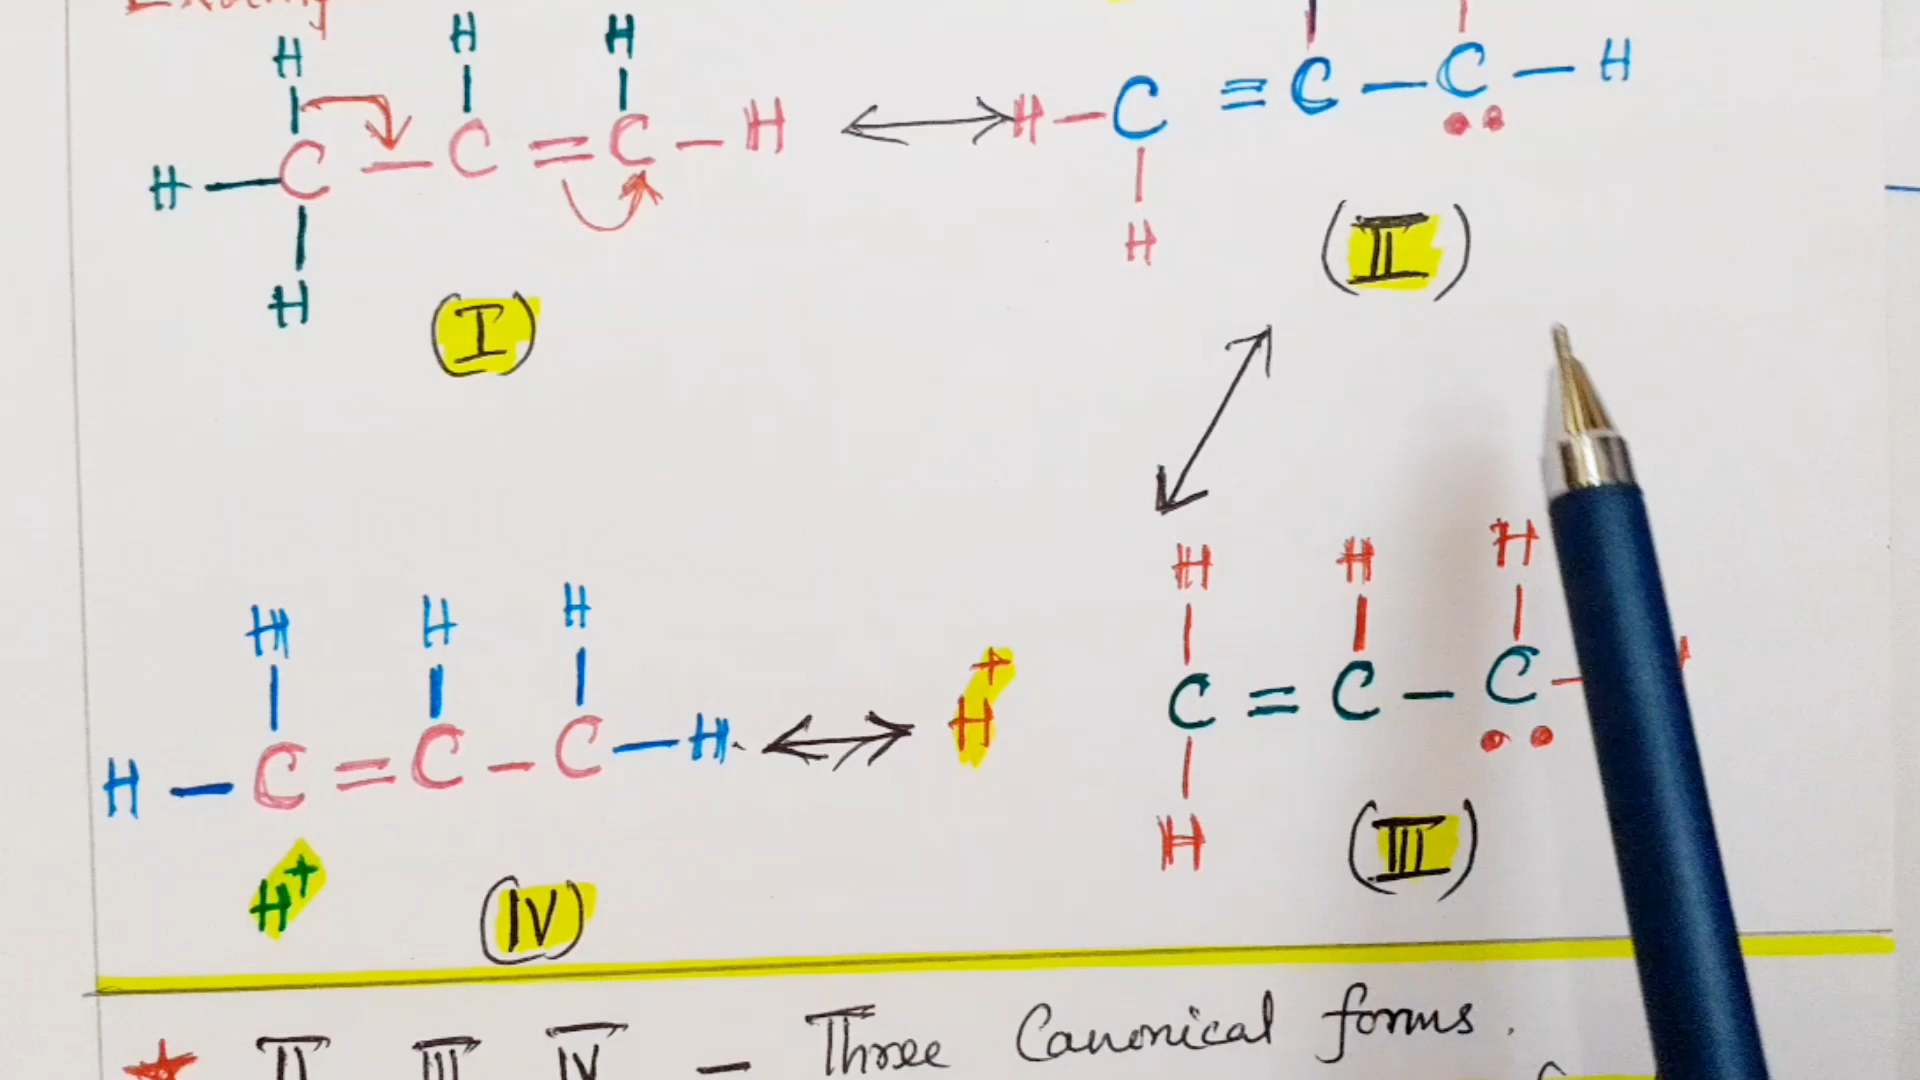 H H H
H — C — C = C — H ⟷ H — C ≡ C — C — H
H
H
(I)
(II)
H H H
C = C — C —
H
(III)
H H H
H — C = C — C — H ⟷ H⁺
H⁺
(IV)
★ II III IV — Three Canonical forms.